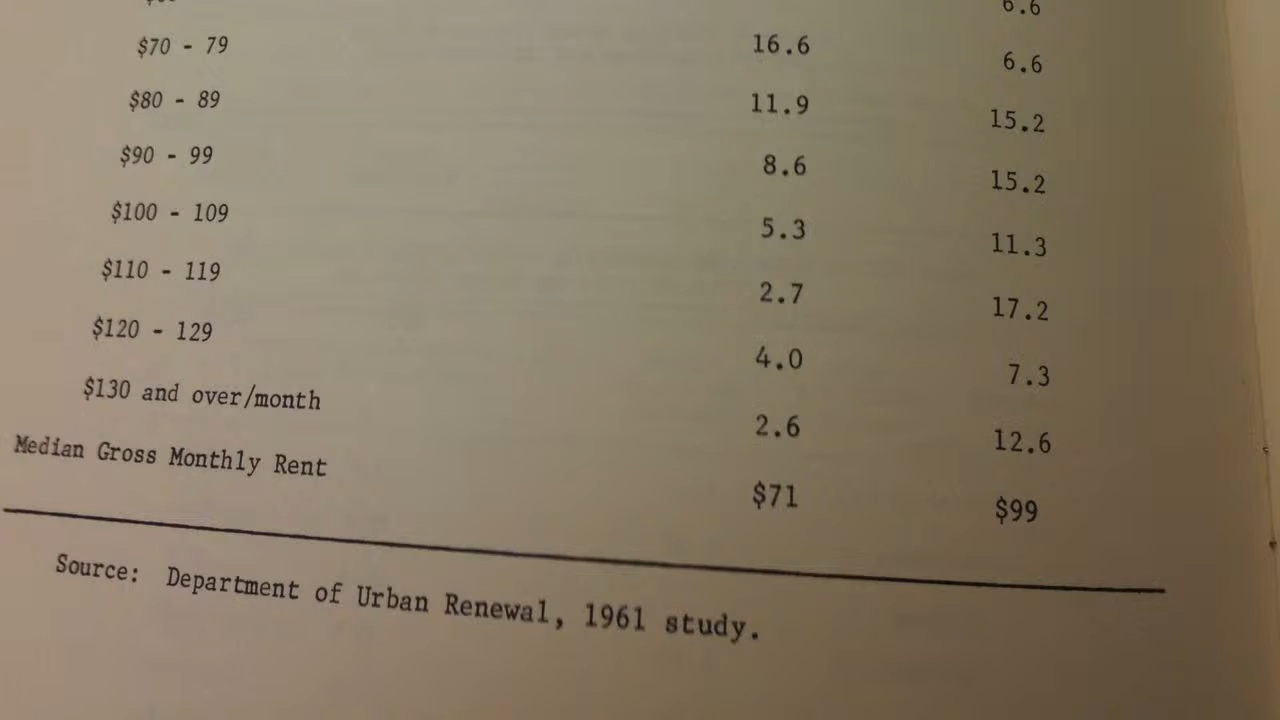 6.6
$70 - 79 16.6 6.6
$80 - 89 11.9 15.2
$90 - 99 8.6 15.2
$100 - 109 5.3 11.3
$110 - 119 2.7 17.2
$120 - 129 4.0 7.3
$130 and over/month 2.6 12.6
Median Gross Monthly Rent $71 $99
Source: Department of Urban Renewal, 1961 study.